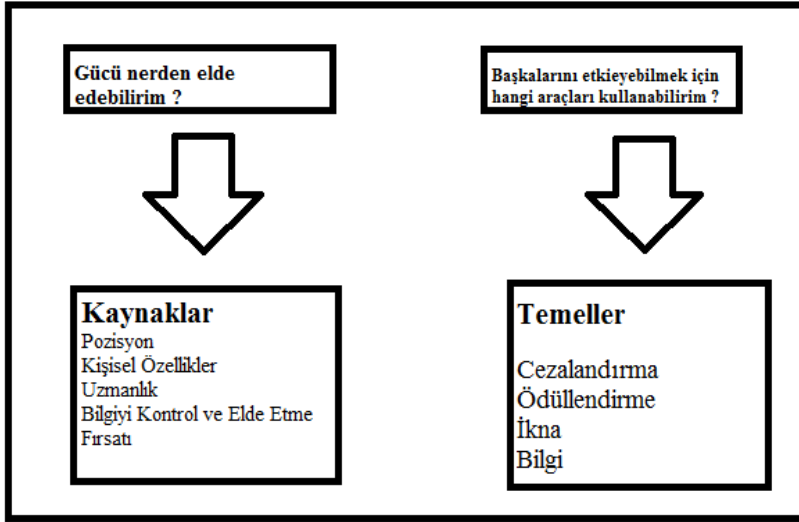 Gücü nerden elde
edebilirim ?
Başkalarını etkieyebilmek için
hangi araçları kullanabilirim ?
Kaynaklar
Pozisyon
Kişisel Özellikler
Uzmanlık
Bilgiyi Kontrol ve Elde Etme
Fırsatı
Temeller
Cezalandırma
Ödüllendirme
İkna
Bilgi